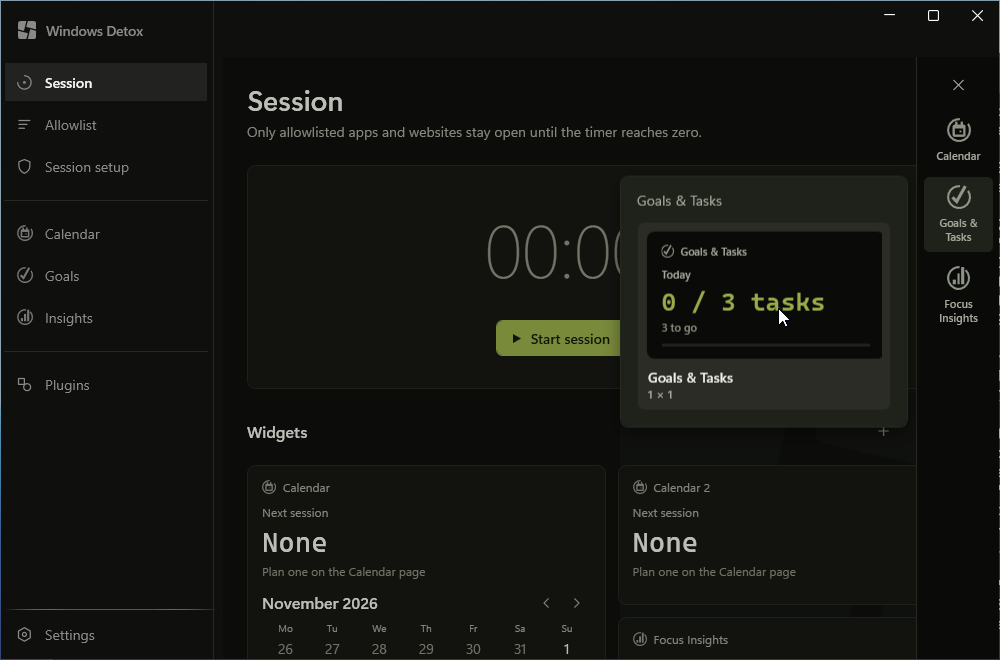 Windows Detox
Session
Allowlist
Session setup
Calendar
Goals
Insights
Plugins
Settings
Session
Only allowlisted apps and websites stay open until the timer reaches zero.
00:00
Start session
Widgets
Calendar
Next session
None
Plan one on the Calendar page
November 2026
Mo Tu We Th Fr Sa Su
26 27 28 29 30 31 1
Calendar 2
Next session
None
Plan one on the Calendar page
Focus Insights
Goals & Tasks
Goals & Tasks
Today
0 / 3 tasks
3 to go
Goals & Tasks
1 × 1
Calendar
Goals &
Tasks
Focus
Insights